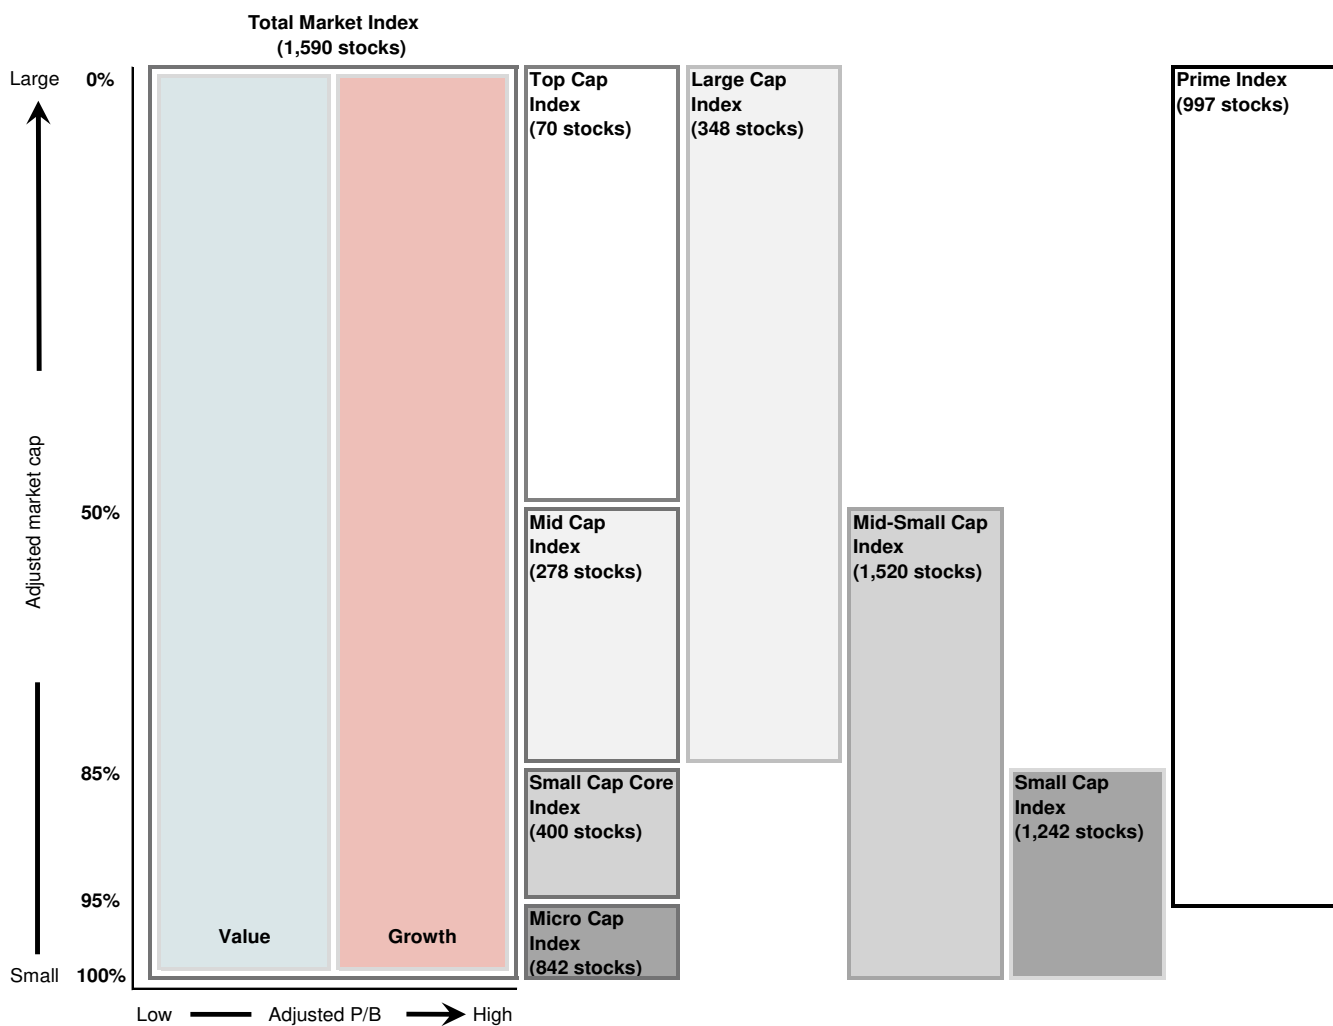 Total Market Index
(1,590 stocks)
Large
0%
Top Cap
Index
(70 stocks)
Large Cap
Index
(348 stocks)
Prime Index
(997 stocks)
Adjusted market cap
50%
Mid Cap
Index
(278 stocks)
Mid-Small Cap
Index
(1,520 stocks)
85%
Small Cap Core
Index
(400 stocks)
Small Cap
Index
(1,242 stocks)
95%
Micro Cap
Index
(842 stocks)
Value
Growth
Small
100%
Low
Adjusted P/B
High